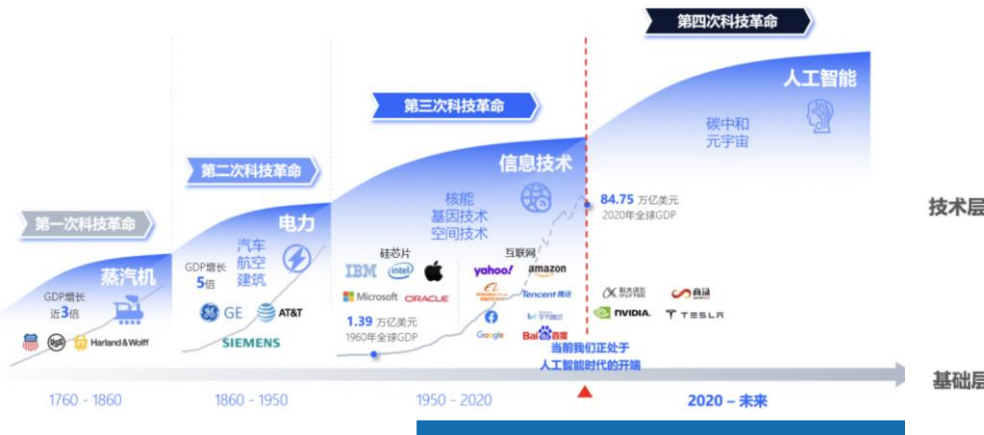 第四次科技革命
人工智能
碳中和
元宇宙
第三次科技革命
信息技术
核能
基因技术
空间技术
第二次科技革命
电力
汽车
航空
建筑
GDP增长
5倍
第一次科技革命
蒸汽机
GDP增长
近3倍
84.75 万亿美元
2020年全球GDP
技术层
硅芯片
互联网
IBM intel
yahoo! amazon
Microsoft ORACLE
Tencent 腾讯
Google Bai百度
商汤
NVIDIA. TESLA
GE AT&T
SIEMENS
UGS Harland & Wolff
1.39 万亿美元
1960年全球GDP
当前我们正处于
人工智能时代的开端
基础层
1760 - 1860
1860 - 1950
1950 - 2020
2020 – 未来